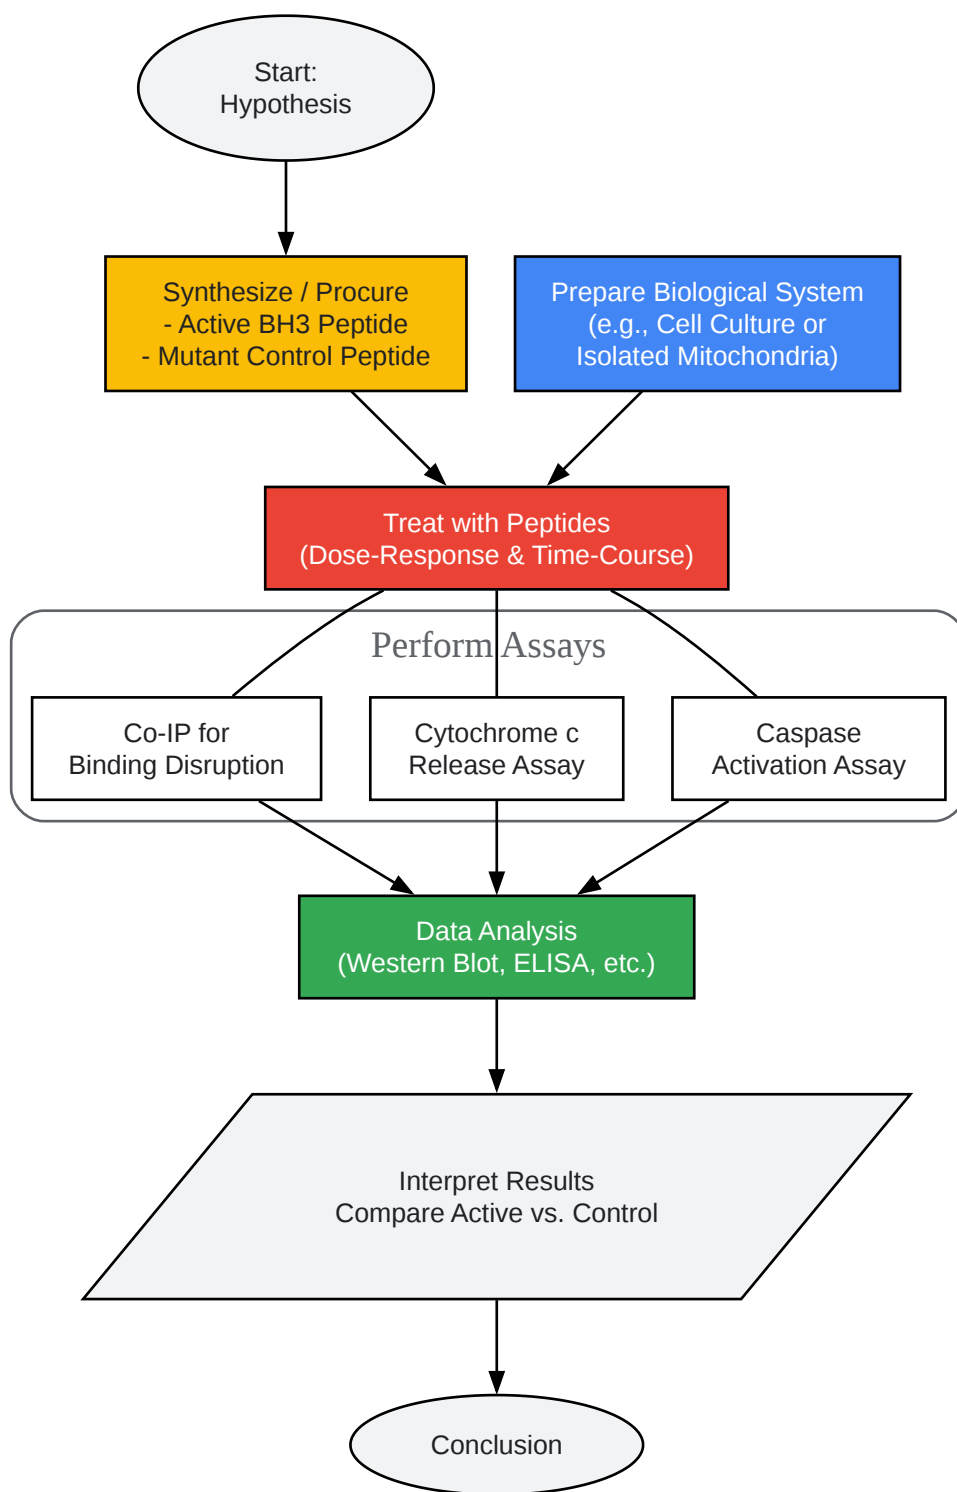 Start:
Hypothesis
Synthesize / Procure
- Active BH3 Peptide
- Mutant Control Peptide
Prepare Biological System
(e.g., Cell Culture or
Isolated Mitochondria)
Treat with Peptides
(Dose-Response & Time-Course)
Perform Assays
Co-IP for
Binding Disruption
Cytochrome c
Release Assay
Caspase
Activation Assay
Data Analysis
(Western Blot, ELISA, etc.)
Interpret Results
Compare Active vs. Control
Conclusion